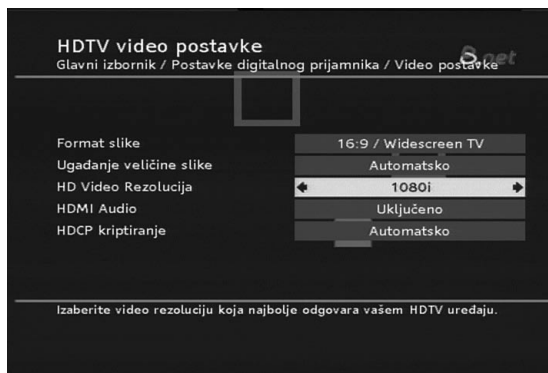 HDTV video postavke
Glavni izbornik / Postavke digitalnog prijamnika / Video postavke
B.net
Format slike 16:9 / Widescreen TV
Ugađanje veličine slike Automatsko
HD Video Rezolucija 1080i
HDMI Audio Uključeno
HDCP kriptiranje Automatsko
Izaberite video rezoluciju koja najbolje odgovara vašem HDTV uređaju.